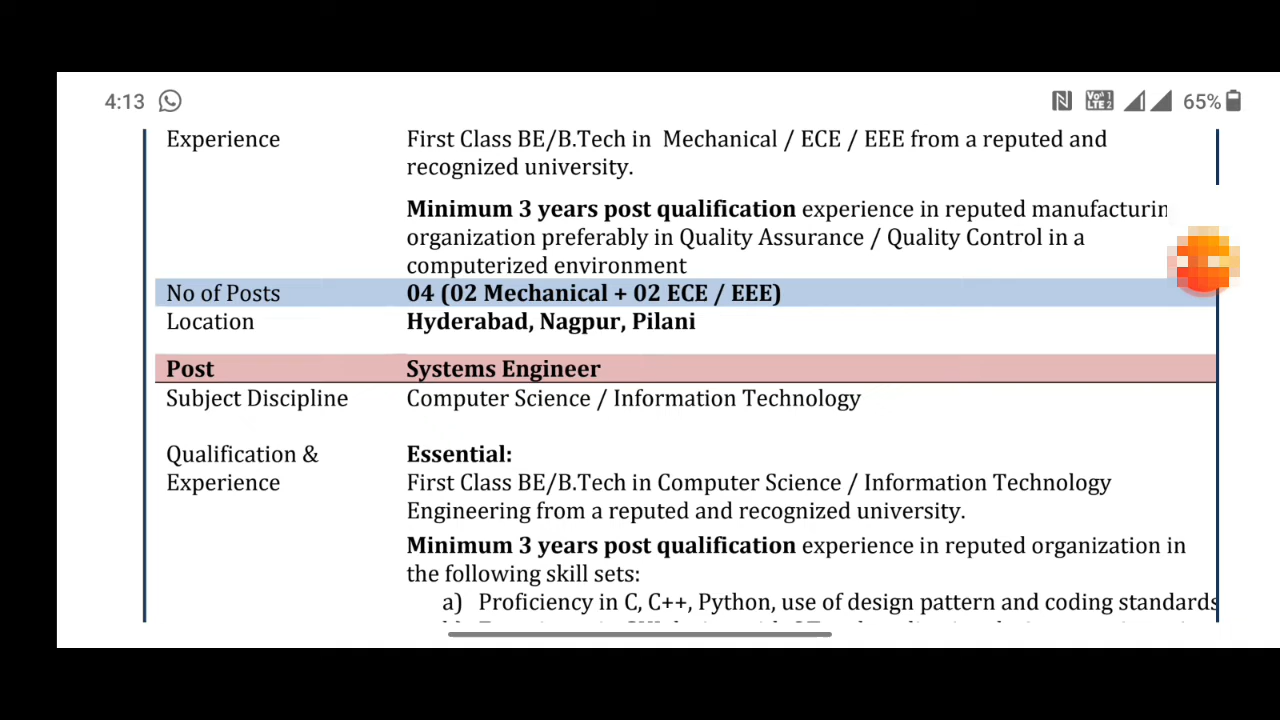 4:13
Vo 1 LTE 2 65%
Experience First Class BE/B.Tech in Mechanical / ECE / EEE from a reputed and
recognized university.
Minimum 3 years post qualification experience in reputed manufacturin
organization preferably in Quality Assurance / Quality Control in a
computerized environment
No of Posts 04 (02 Mechanical + 02 ECE / EEE)
Location Hyderabad, Nagpur, Pilani
Post Systems Engineer
Subject Discipline Computer Science / Information Technology
Qualification & Essential:
Experience First Class BE/B.Tech in Computer Science / Information Technology
Engineering from a reputed and recognized university.
Minimum 3 years post qualification experience in reputed organization in
the following skill sets:
a) Proficiency in C, C++, Python, use of design pattern and coding standards